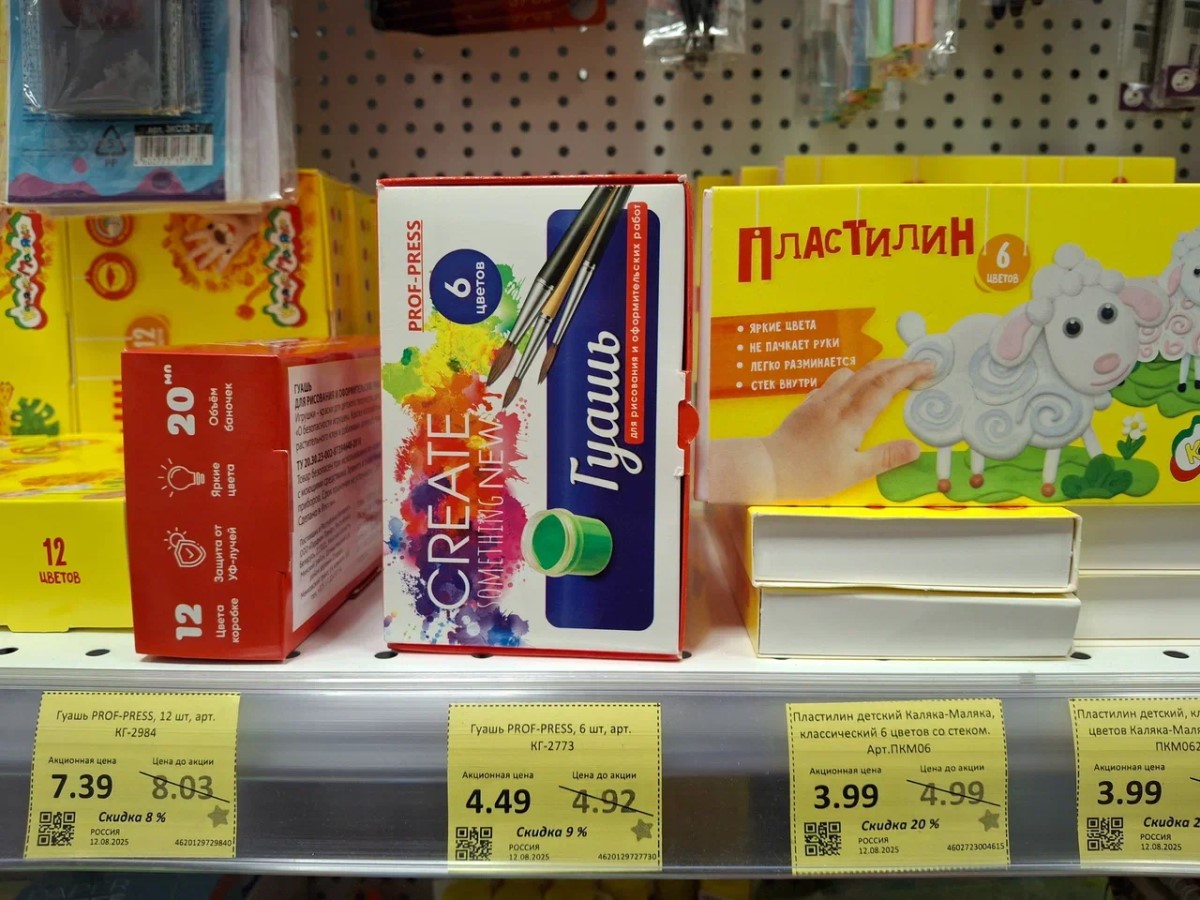 12
12
ЦВЕТОВ
20 мл
Объём
баночек
Яркие
цвета
Защита от
УФ-лучей
12
Цвета
коробке
ГУАШЬ
PROF-PRESS
6
цветов
CREATE
SOMETHING NEW
Гуашь
для рисования и оформительских работ
ПЛАСТИЛИН
6
ЦВЕТОВ
• ЯРКИЕ ЦВЕТА
• НЕ ПАЧКАЕТ РУКИ
• ЛЕГКО РАЗМИНАЕТСЯ
• СТЕК ВНУТРИ
Гуашь PROF-PRESS, 12 шт, арт.
КГ-2984
Акционная цена
Цена до акции
7.39
8.03
Скидка 8 %
РОССИЯ
12.08.2025
4620129729840
Гуашь PROF-PRESS, 6 шт, арт.
КГ-2773
Акционная цена
Цена до акции
4.49
4.92
Скидка 9 %
РОССИЯ
12.08.2025
4620129727730
Пластилин детский Каляка-Маляка,
классический 6 цветов со стеком.
Арт.ПКМ06
Акционная цена
Цена до акции
3.99
4.99
Скидка 20 %
РОССИЯ
12.08.2025
4602723004615
Пластилин детский,
цветов
Акционная цена
3.99
Скидка
РОССИЯ
12.08.2025